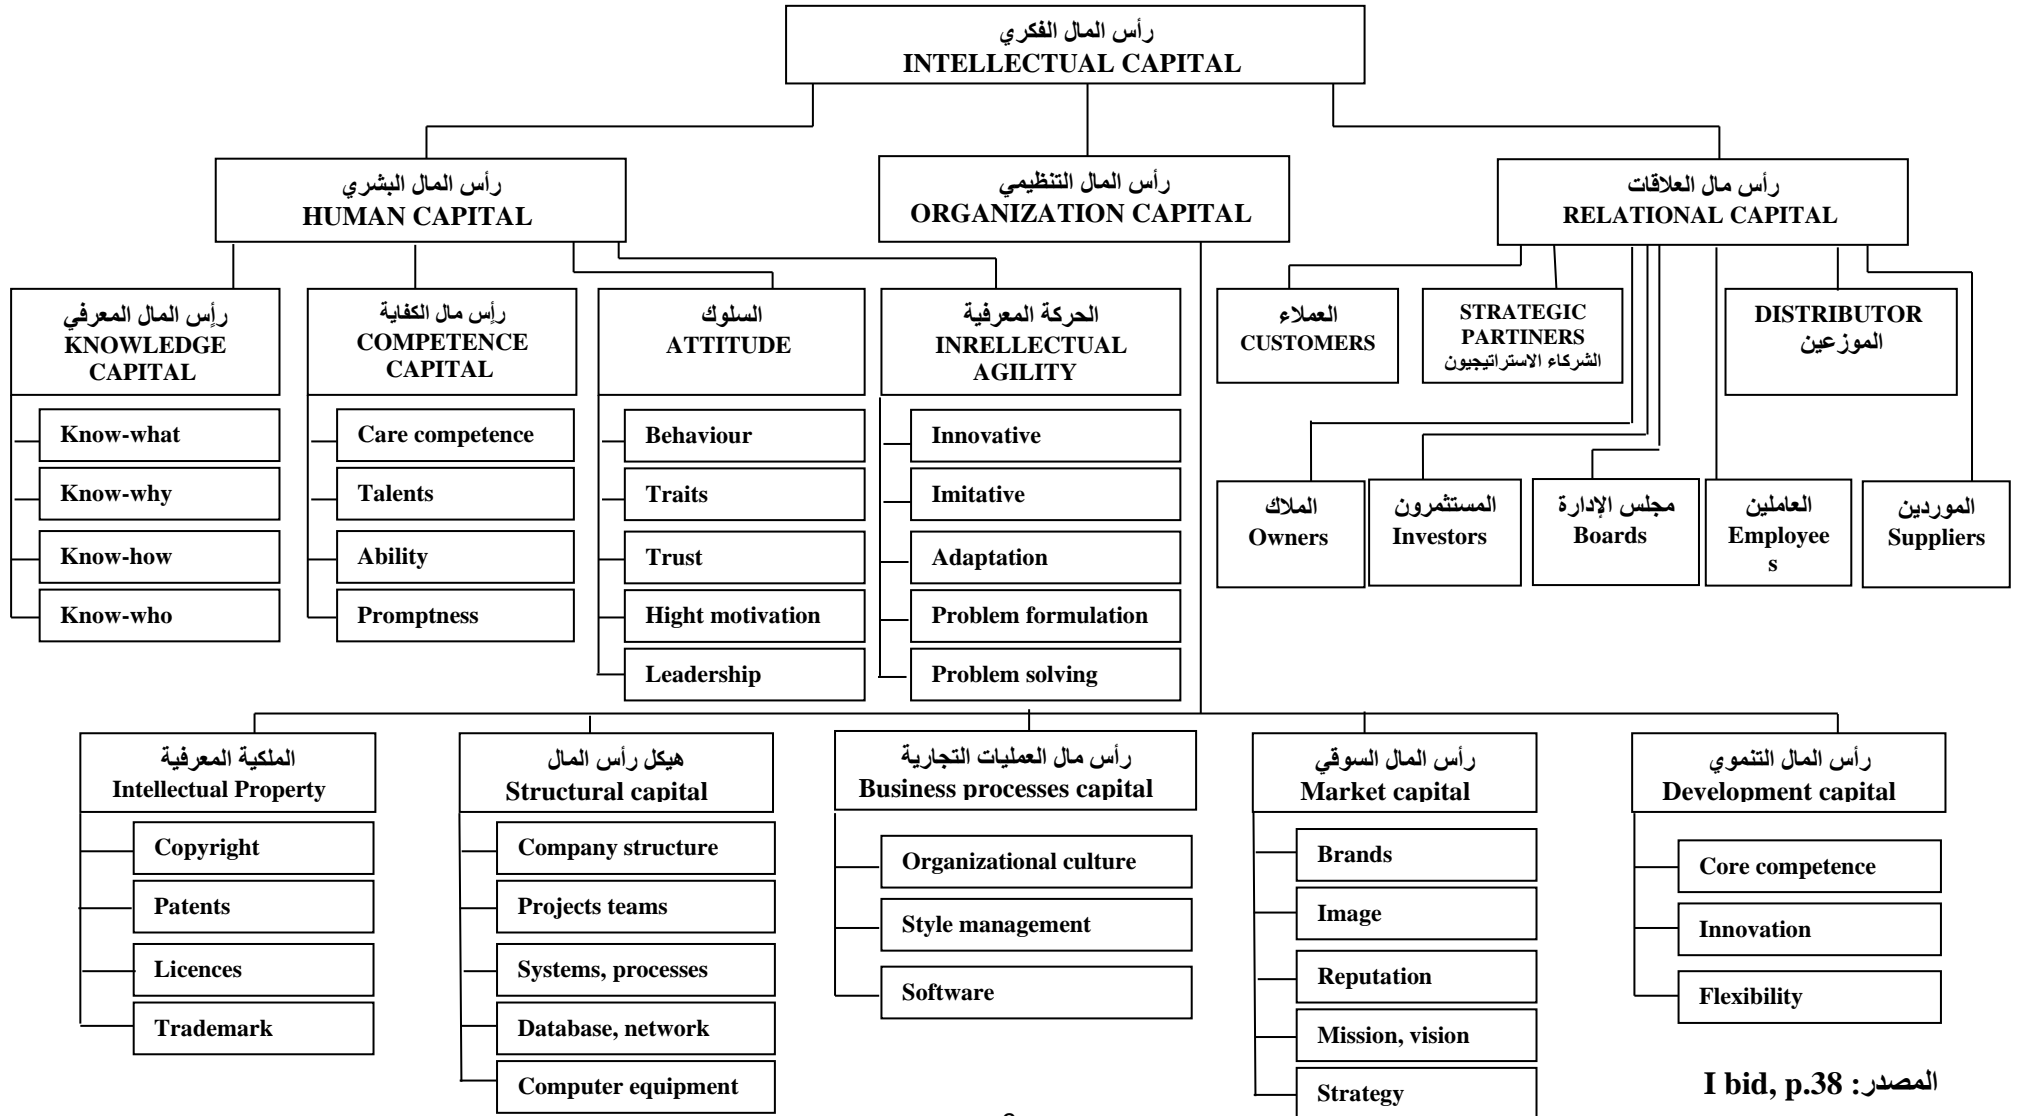 رأس المال الفكري
INTELLECTUAL CAPITAL
رأس المال البشري
HUMAN CAPITAL
رأس المال التنظيمي
ORGANIZATION CAPITAL
رأس مال العلاقات
RELATIONAL CAPITAL
رأس المال المعرفي
KNOWLEDGE
CAPITAL
Know-what
Know-why
Know-how
Know-who
رأس مال الكفاية
COMPETENCE
CAPITAL
Care competence
Talents
Ability
Promptness
السلوك
ATTITUDE
Behaviour
Traits
Trust
Hight motivation
Leadership
الحركة المعرفية
INRELLECTUAL
AGILITY
Innovative
Imitative
Adaptation
Problem formulation
Problem solving
العملاء
CUSTOMERS
STRATEGIC
PARTINERS
الشركاء الاستراتيجيون
DISTRIBUTOR
الموزعين
الملاك
Owners
المستثمرون
Investors
مجلس الإدارة
Boards
العاملين
Employee
s
الموردين
Suppliers
الملكية المعرفية
Intellectual Property
Copyright
Patents
Licences
Trademark
هيكل رأس المال
Structural capital
Company structure
Projects teams
Systems, processes
Database, network
Computer equipment
رأس مال العمليات التجارية
Business processes capital
Organizational culture
Style management
Software
رأس المال السوقي
Market capital
Brands
Image
Reputation
Mission, vision
Strategy
رأس المال التنموي
Development capital
Core competence
Innovation
Flexibility
المصدر: I bid, p.38